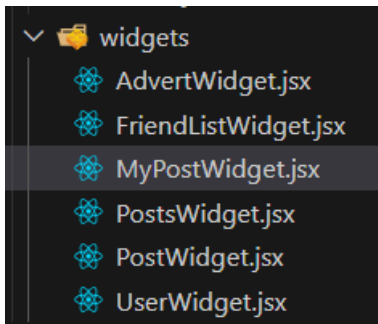 widgets
AdvertWidget.jsx
FriendListWidget.jsx
MyPostWidget.jsx
PostsWidget.jsx
PostWidget.jsx
UserWidget.jsx